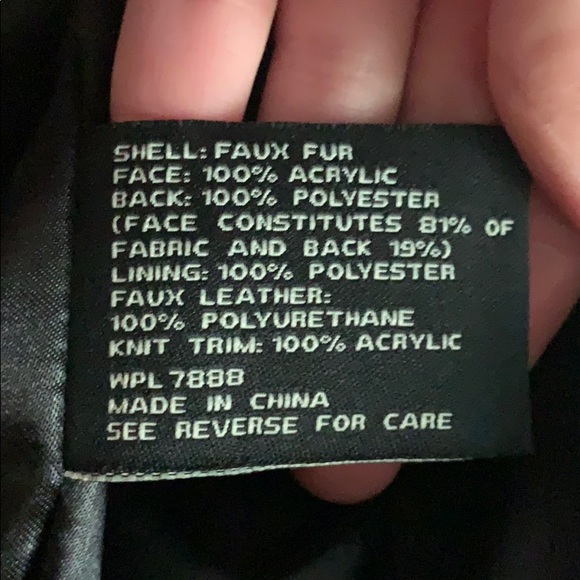 SHELL: FAUX FUR
FACE: 100% ACRYLIC
BACK: 100% POLYESTER
(FACE CONSTITUTES 81% OF
FABRIC AND BACK 19%)
LINING: 100% POLYESTER
FAUX LEATHER:
100% POLYURETHANE
KNIT TRIM: 100% ACRYLIC
WPL 7888
MADE IN CHINA
SEE REVERSE FOR CARE